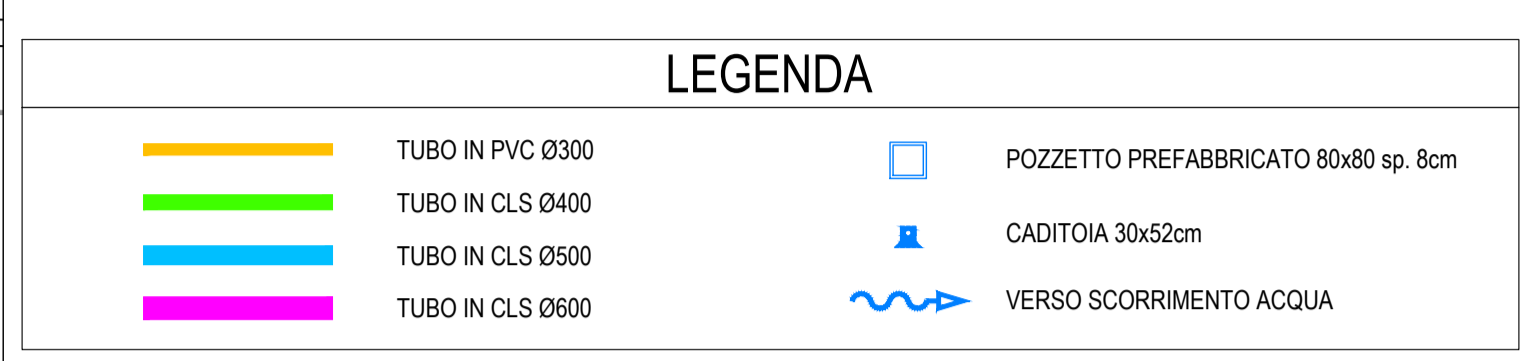 LEGENDA
TUBO IN PVC Ø300
TUBO IN CLS Ø400
TUBO IN CLS Ø500
TUBO IN CLS Ø600
POZZETTO PREFABBRICATO 80x80 sp. 8cm
CADITOIA 30x52cm
VERSO SCORRIMENTO ACQUA